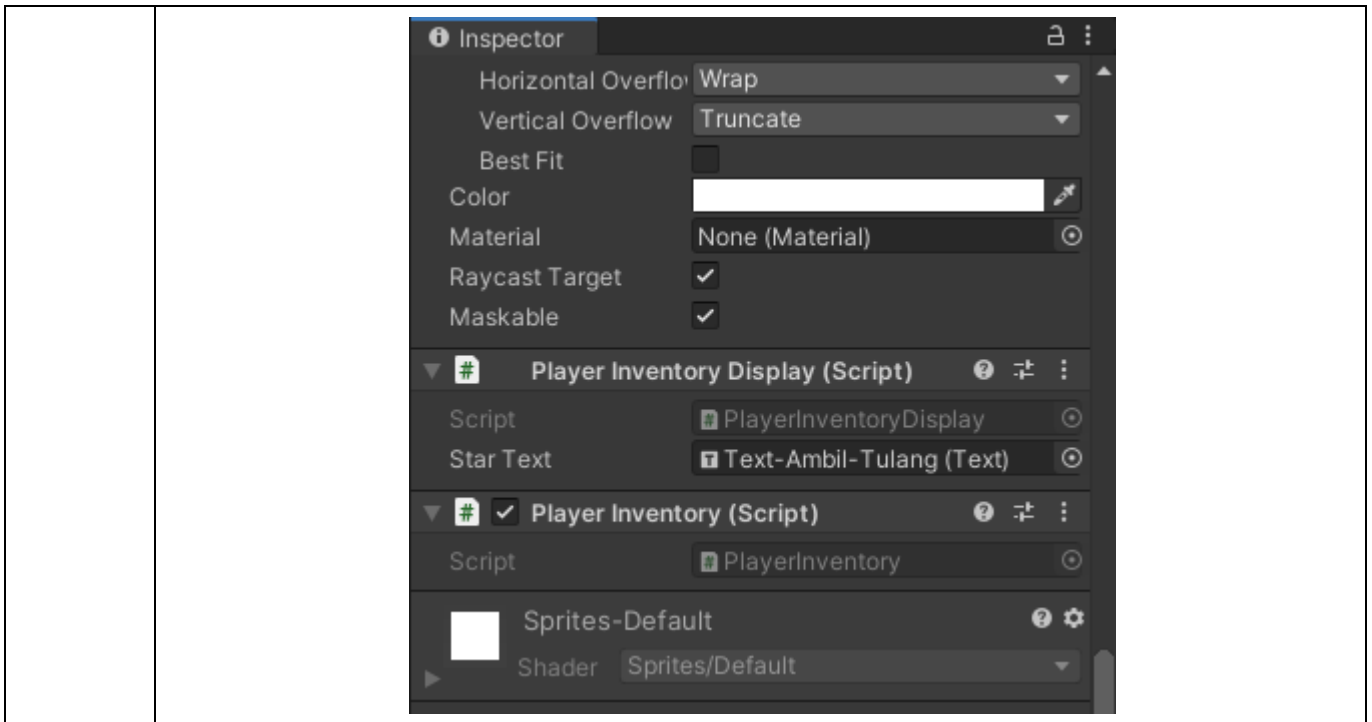 Inspector
Horizontal Overflo
Wrap
Vertical Overflow
Truncate
Best Fit
Color
Material
None (Material)
Raycast Target
Maskable
Player Inventory Display (Script)
Script
PlayerInventoryDisplay
Star Text
Text-Ambil-Tulang (Text)
Player Inventory (Script)
Script
PlayerInventory
Sprites-Default
Shader
Sprites/Default